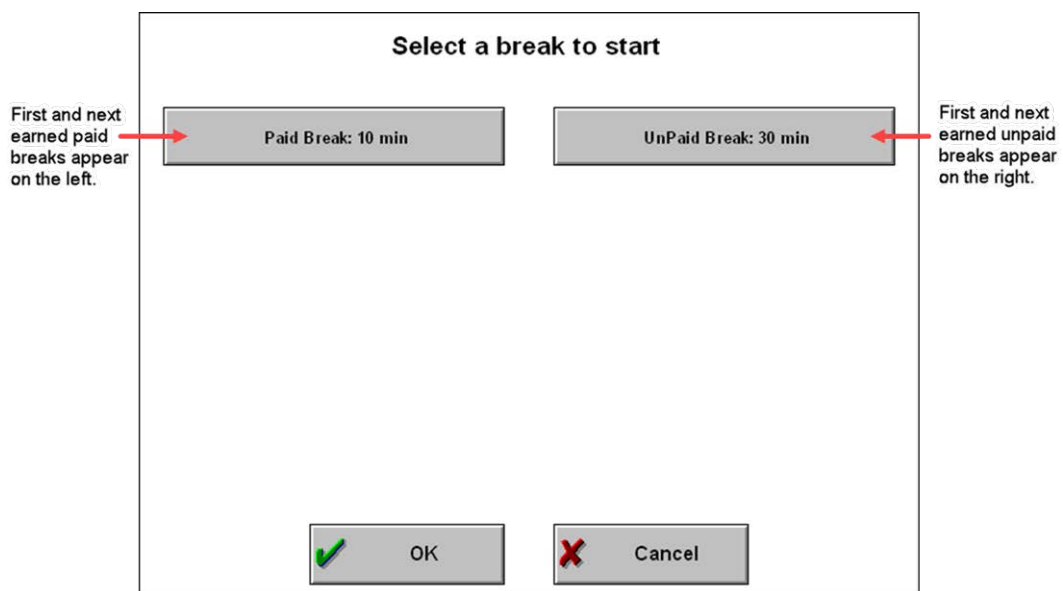 Select a break to start
First and next
earned paid
breaks appear
on the left.
Paid Break: 10 min
UnPaid Break: 30 min
First and next
earned unpaid
breaks appear
on the right.
OK
Cancel